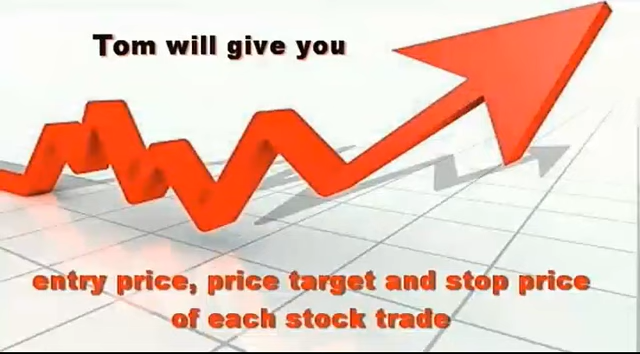 Tom will give you
entry price, price target and stop price
of each stock trade